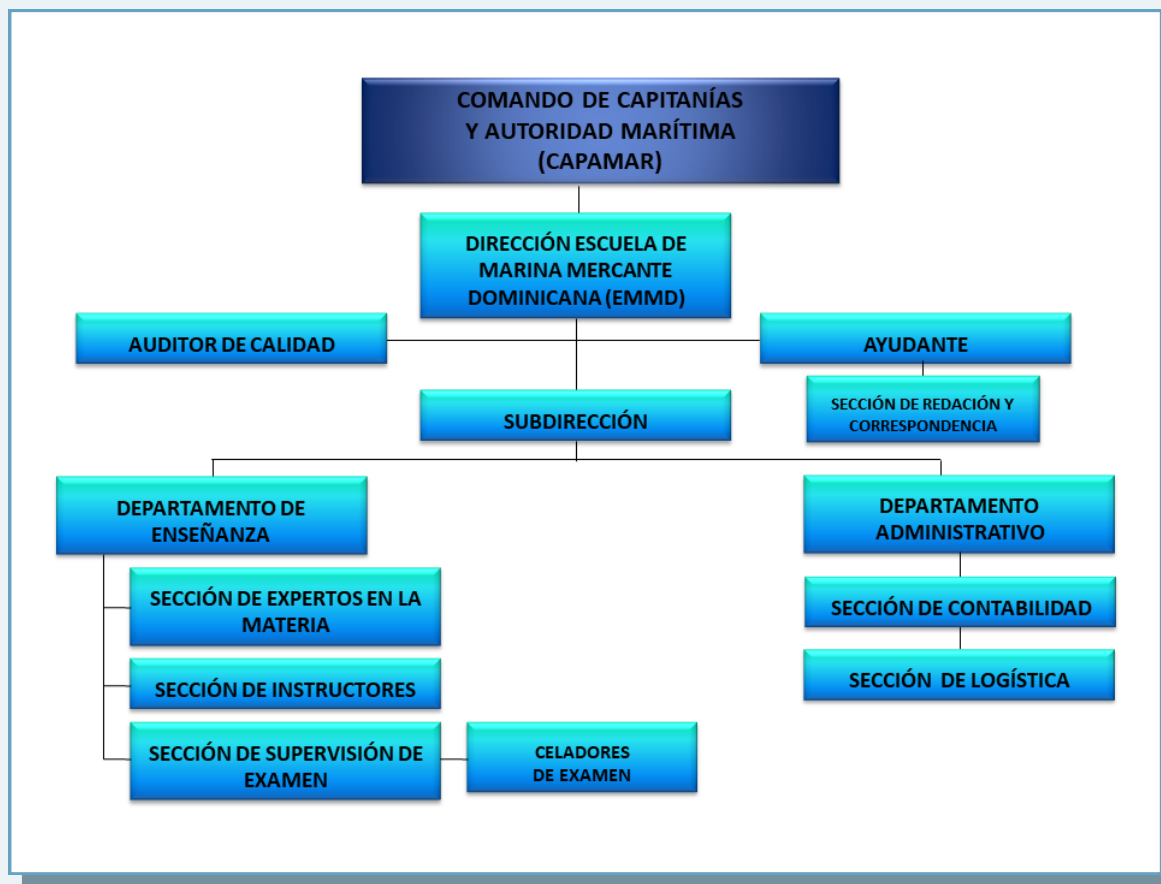 COMANDO DE CAPITANÍAS
Y AUTORIDAD MARÍTIMA
(CAPAMAR)
DIRECCIÓN ESCUELA DE
MARINA MERCANTE
DOMINICANA (EMMD)
AUDITOR DE CALIDAD
AYUDANTE
SECCIÓN DE REDACIÓN Y
CORRESPONDENCIA
SUBDIRECCIÓN
DEPARTAMENTO DE
ENSEÑANZA
SECCIÓN DE EXPERTOS EN LA
MATERIA
SECCIÓN DE INSTRUCTORES
SECCIÓN DE SUPERVISIÓN DE
EXAMEN
CELADORES
DE EXAMEN
DEPARTAMENTO
ADMINISTRATIVO
SECCIÓN DE CONTABILIDAD
SECCIÓN DE LOGÍSTICA